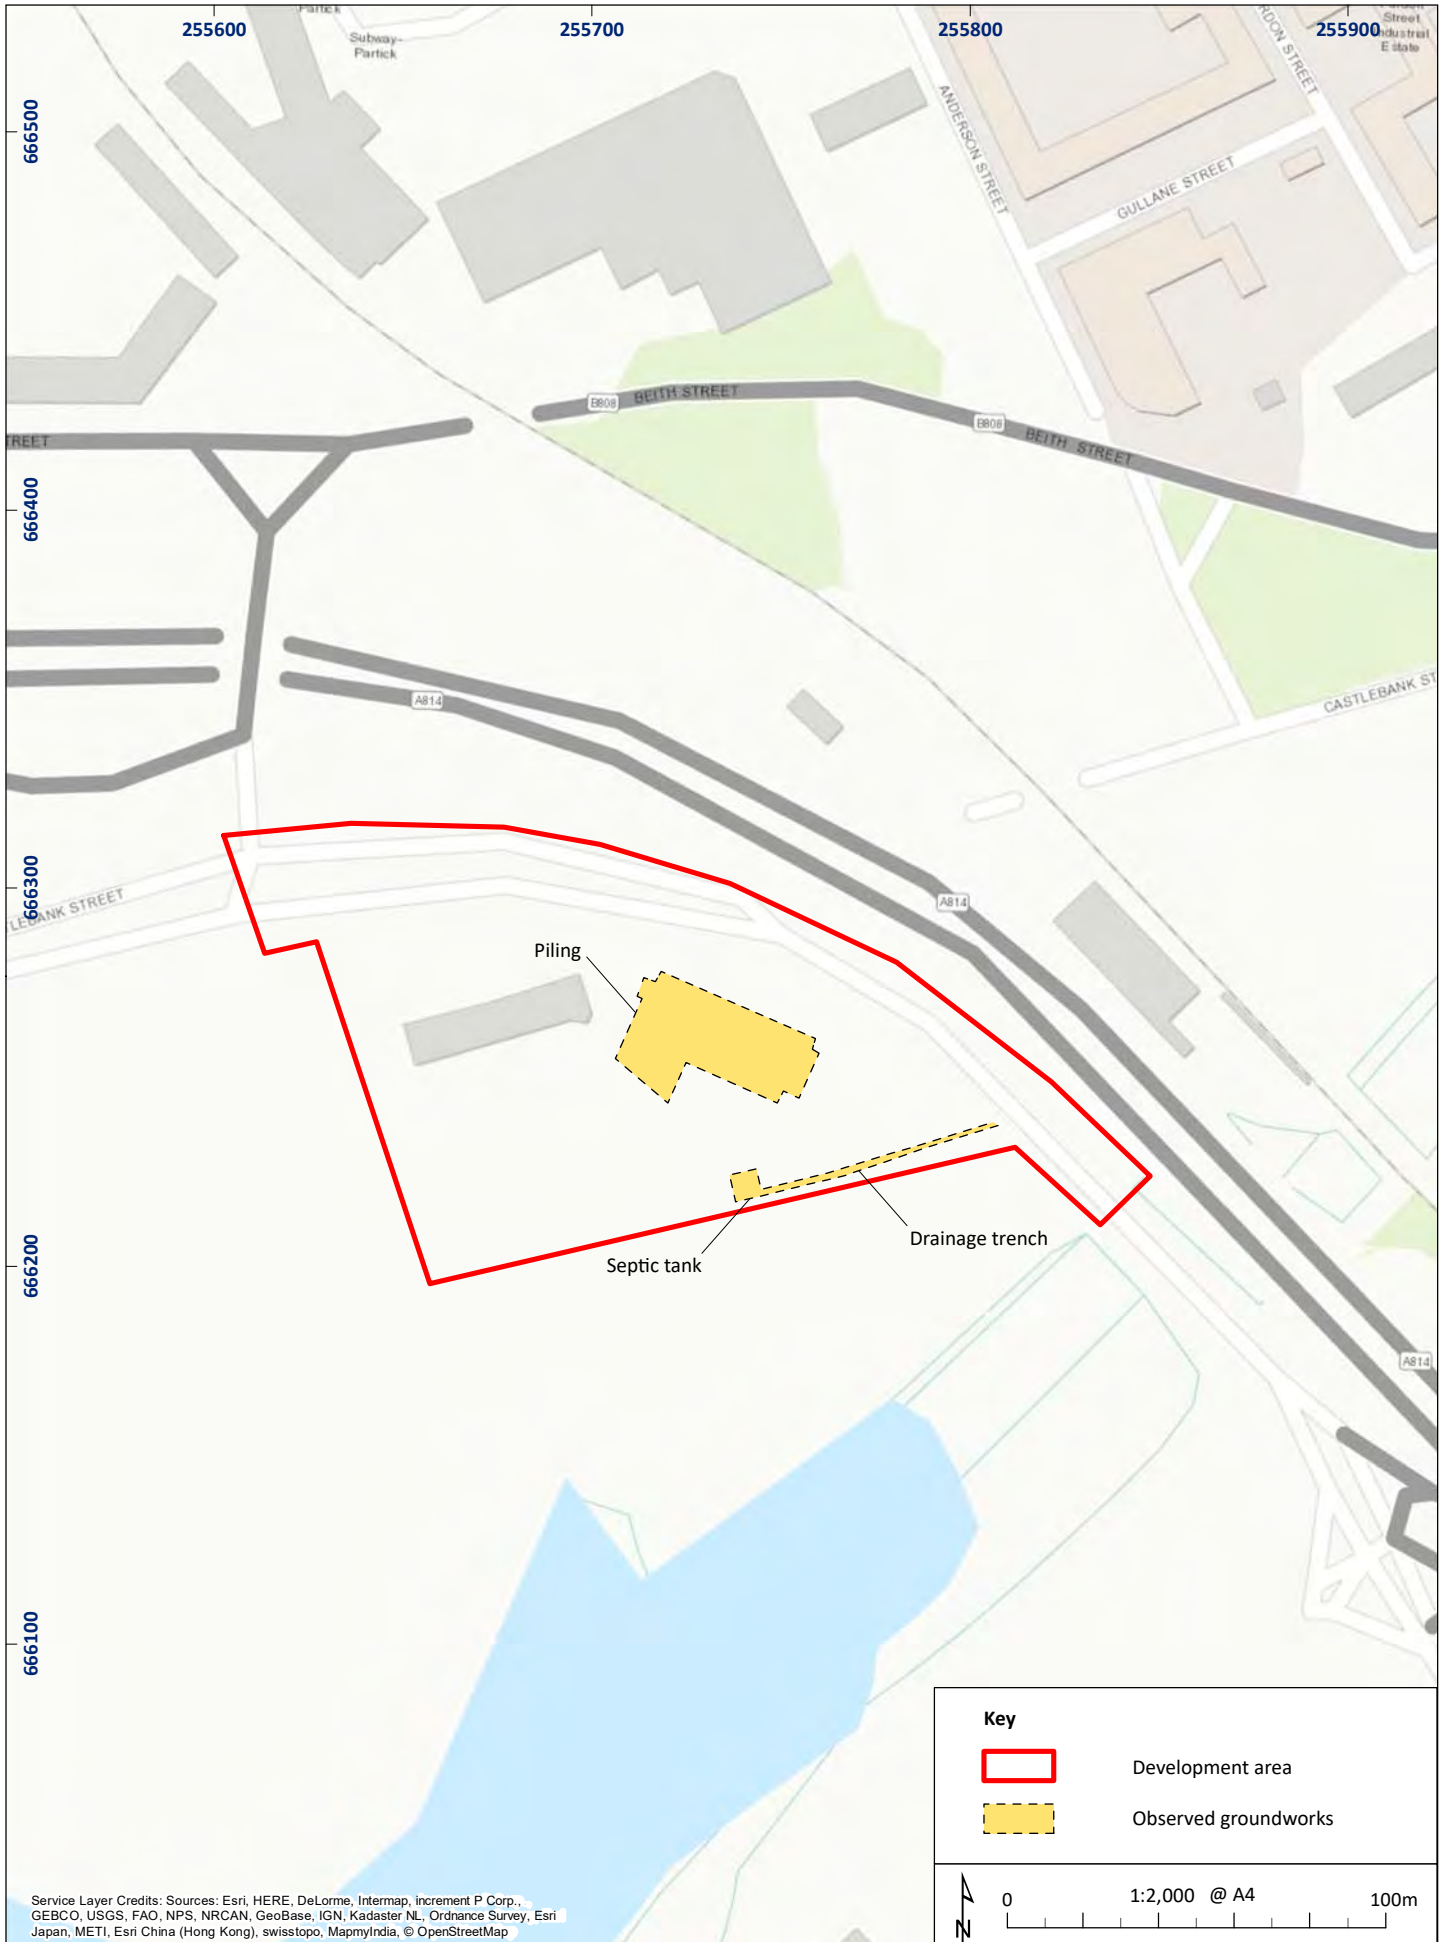 Partick
Subway-
Partick
255600
255700
255800
255900
Street
Industrial
Estate
666500
ANDERSON STREET
GULLANE STREET
B808
BEITH STREET
B808
BEITH STREET
TREET
666400
A814
CASTLEBANK ST
666300
TLEBANK STREET
A814
Piling
666200
Septic tank
Drainage trench
A814
666100
Key
Development area
Observed groundworks
N
0
1:2,000 @ A4
100m
Service Layer Credits: Sources: Esri, HERE, DeLorme, Intermap, increment P Corp.,
GEBCO, USGS, FAO, NPS, NRCAN, GeoBase, IGN, Kadaster NL, Ordnance Survey, Esri
Japan, METI, Esri China (Hong Kong), swisstopo, MapmyIndia, © OpenStreetMap